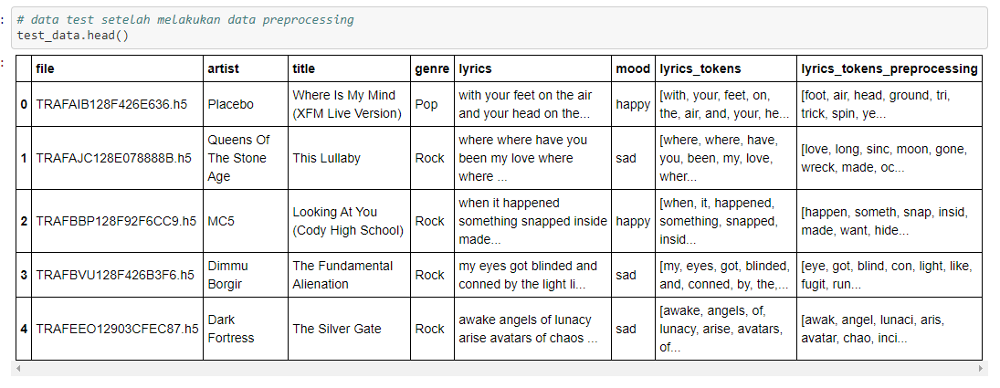 :
# data test setelah melakukan data preprocessing
test_data.head()
:
file artist title genre lyrics mood lyrics_tokens lyrics_tokens_preprocessing
0 TRAFAIB128F426E636.h5 Placebo Where Is My Mind (XFM Live Version) Pop with your feet on the air and your head on the... happy [with, your, feet, on, the, air, and, your, he... [foot, air, head, ground, tri, trick, spin, ye...
1 TRAFAJC128E078888B.h5 Queens Of The Stone Age This Lullaby Rock where where have you been my love where where ... sad [where, where, have, you, been, my, love, wher... [love, long, sinc, moon, gone, wreck, made, oc...
2 TRAFBBP128F92F6CC9.h5 MC5 Looking At You (Cody High School) Rock when it happened something snapped inside made... happy [when, it, happened, something, snapped, insid... [happen, someth, snap, insid, made, want, hide...
3 TRAFBVU128F426B3F6.h5 Dimmu Borgir The Fundamental Alienation Rock my eyes got blinded and conned by the light li... sad [my, eyes, got, blinded, and, conned, by, the,... [eye, got, blind, con, light, like, fugit, run...
4 TRAFEEO12903CFEC87.h5 Dark Fortress The Silver Gate Rock awake angels of lunacy arise avatars of chaos ... sad [awake, angels, of, lunacy, arise, avatars, of... [awak, angel, lunaci, aris, avatar, chao, inci...